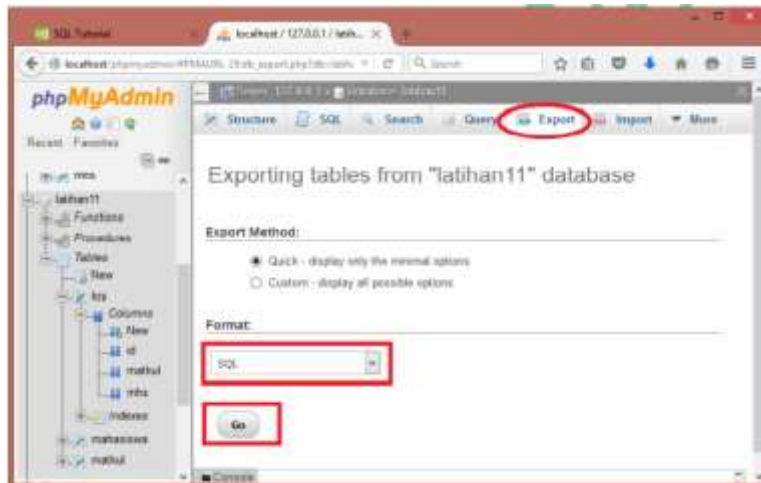 SQL Tutorial
localhost / 127.0.0.1 / latih...
Search
phpMyAdmin
Recent Favorites
Structure SQL Search Query Export Import More
Exporting tables from "latihan11" database
Export Method:
Quick - display only the minimal options
Custom - display all possible options
Format:
SQL
Go
Console
latihan11
Functions
Procedures
Tables
New
Columns
New
id
matkul
mhs
Indexes
mahasiswa
matkul